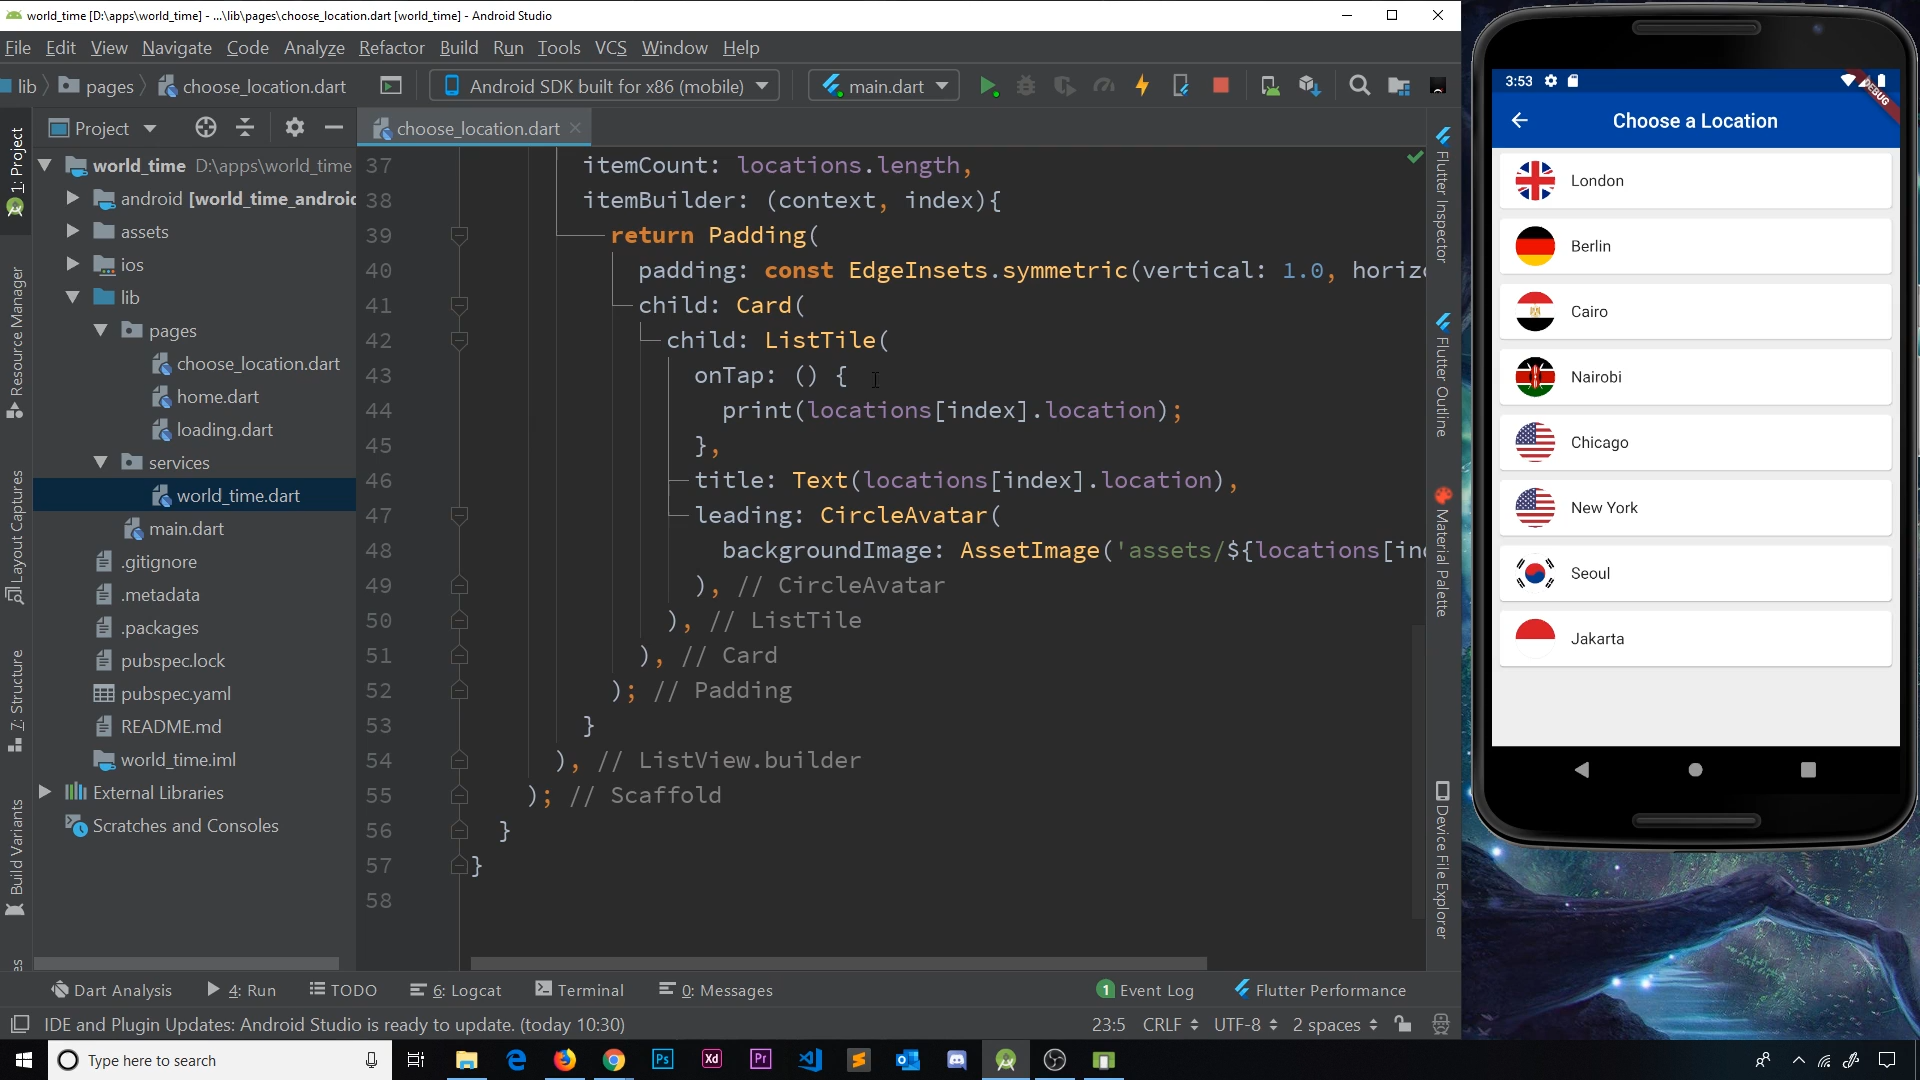 world_time [D:\apps\world_time] - ...\lib\pages\choose_location.dart [world_time] - Android Studio
File Edit View Navigate Code Analyze Refactor Build Run Tools VCS Window Help
lib pages choose_location.dart Android SDK built for x86 (mobile) main.dart
Project choose_location.dart
1: Project
Resource Manager
Layout Captures
Z: Structure
Build Variants
world_time D:\apps\world_time
android [world_time_androi
assets
ios
lib
pages
choose_location.dart
home.dart
loading.dart
services
world_time.dart
main.dart
.gitignore
.metadata
.packages
pubspec.lock
pubspec.yaml
README.md
world_time.iml
External Libraries
Scratches and Consoles
37 itemCount: locations.length,
38 itemBuilder: (context, index){
39 return Padding(
40 padding: const EdgeInsets.symmetric(vertical: 1.0, horiz
41 child: Card(
42 child: ListTile(
43 onTap: () {
44 print(locations[index].location);
45 },
46 title: Text(locations[index].location),
47 leading: CircleAvatar(
48 backgroundImage: AssetImage('assets/${locations[in
49 ), // CircleAvatar
50 ), // ListTile
51 ), // Card
52 ); // Padding
53 }
54 ), // ListView.builder
55 ); // Scaffold
56 }
57 }
58
Flutter Inspector
Flutter Outline
Material Palette
Device File Explorer
Dart Analysis 4: Run TODO 6: Logcat Terminal 0: Messages 1 Event Log Flutter Performance
IDE and Plugin Updates: Android Studio is ready to update. (today 10:30) 23:5 CRLF UTF-8 2 spaces
Type here to search Ps Xd Pr
3:53
DEBUG
Choose a Location
London
Berlin
Cairo
Nairobi
Chicago
New York
Seoul
Jakarta